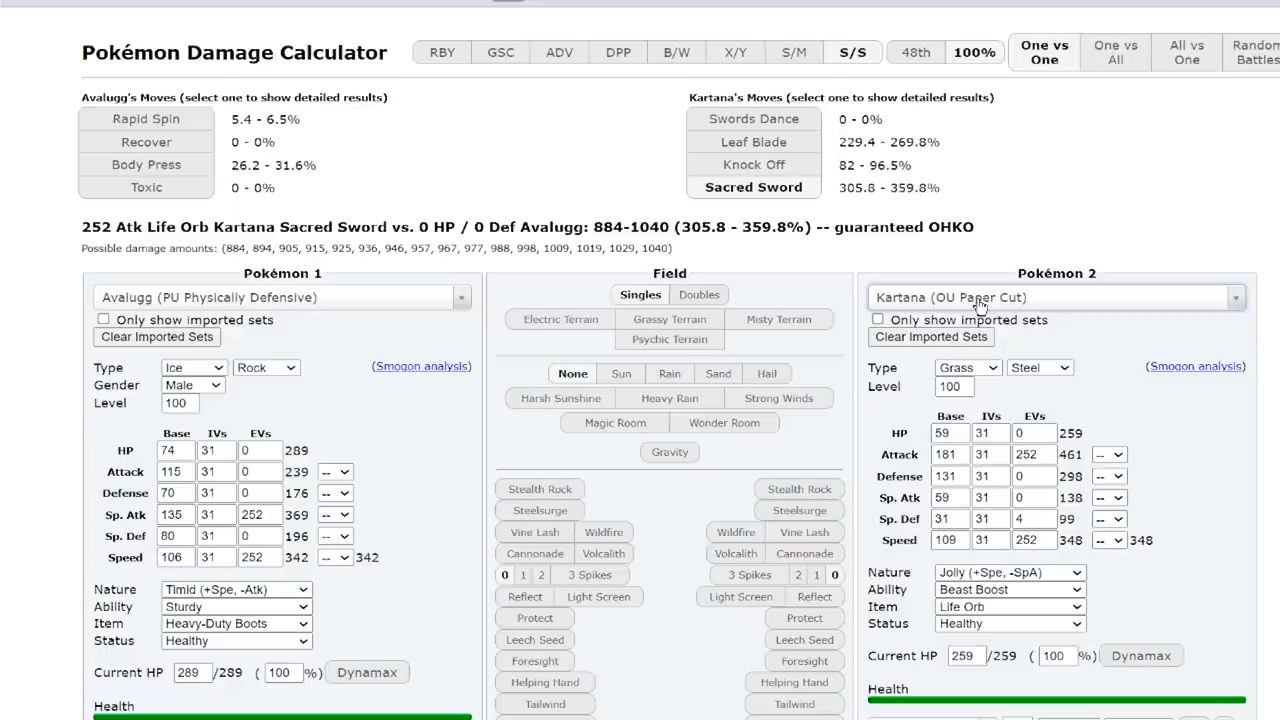 Pokémon Damage Calculator
RBY GSC ADV DPP B/W X/Y S/M S/S 48th 100% One vs One One vs All All vs One Random Battles
Avalugg's Moves (select one to show detailed results)
Rapid Spin 5.4 - 6.5%
Recover 0 - 0%
Body Press 26.2 - 31.6%
Toxic 0 - 0%
Kartana's Moves (select one to show detailed results)
Swords Dance 0 - 0%
Leaf Blade 229.4 - 269.8%
Knock Off 82 - 96.5%
Sacred Sword 305.8 - 359.8%
252 Atk Life Orb Kartana Sacred Sword vs. 0 HP / 0 Def Avalugg: 884-1040 (305.8 - 359.8%) -- guaranteed OHKO
Possible damage amounts: (884, 894, 905, 915, 925, 936, 946, 957, 967, 977, 988, 998, 1009, 1019, 1029, 1040)
Pokémon 1
Avalugg (PU Physically Defensive)
Only show imported sets
Clear Imported Sets
Type Ice Rock (Smogon analysis)
Gender Male
Level 100
Base IVs EVs
HP 74 31 0 289
Attack 115 31 0 239 --
Defense 70 31 0 176 --
Sp. Atk 135 31 252 369 --
Sp. Def 80 31 0 196 --
Speed 106 31 252 342 -- 342
Nature Timid (+Spe, -Atk)
Ability Sturdy
Item Heavy-Duty Boots
Status Healthy
Current HP 289 /289 ( 100 %) Dynamax
Health
Field
Singles Doubles
Electric Terrain Grassy Terrain Misty Terrain
Psychic Terrain
None Sun Rain Sand Hail
Harsh Sunshine Heavy Rain Strong Winds
Magic Room Wonder Room
Gravity
Stealth Rock Stealth Rock
Steelsurge Steelsurge
Vine Lash Wildfire Wildfire Vine Lash
Cannonade Volcalith Volcalith Cannonade
0 1 2 3 Spikes 3 Spikes 2 1 0
Reflect Light Screen Light Screen Reflect
Protect Protect
Leech Seed Leech Seed
Foresight Foresight
Helping Hand Helping Hand
Tailwind Tailwind
Pokémon 2
Kartana (OU Paper Cut)
Only show imported sets
Clear Imported Sets
Type Grass Steel (Smogon analysis)
Level 100
Base IVs EVs
HP 59 31 0 259
Attack 181 31 252 461 --
Defense 131 31 0 298 --
Sp. Atk 59 31 0 138 --
Sp. Def 31 31 4 99 --
Speed 109 31 252 348 -- 348
Nature Jolly (+Spe, -SpA)
Ability Beast Boost
Item Life Orb
Status Healthy
Current HP 259 /259 ( 100 %) Dynamax
Health